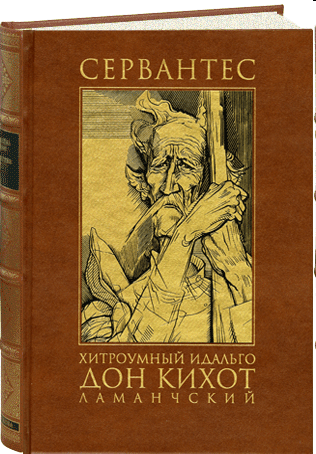 СЕРВАНТЕС
ХИТРОУМНЫЙ ИДАЛЬГО
ДОН КИХОТ
ЛАМАНЧСКИЙ